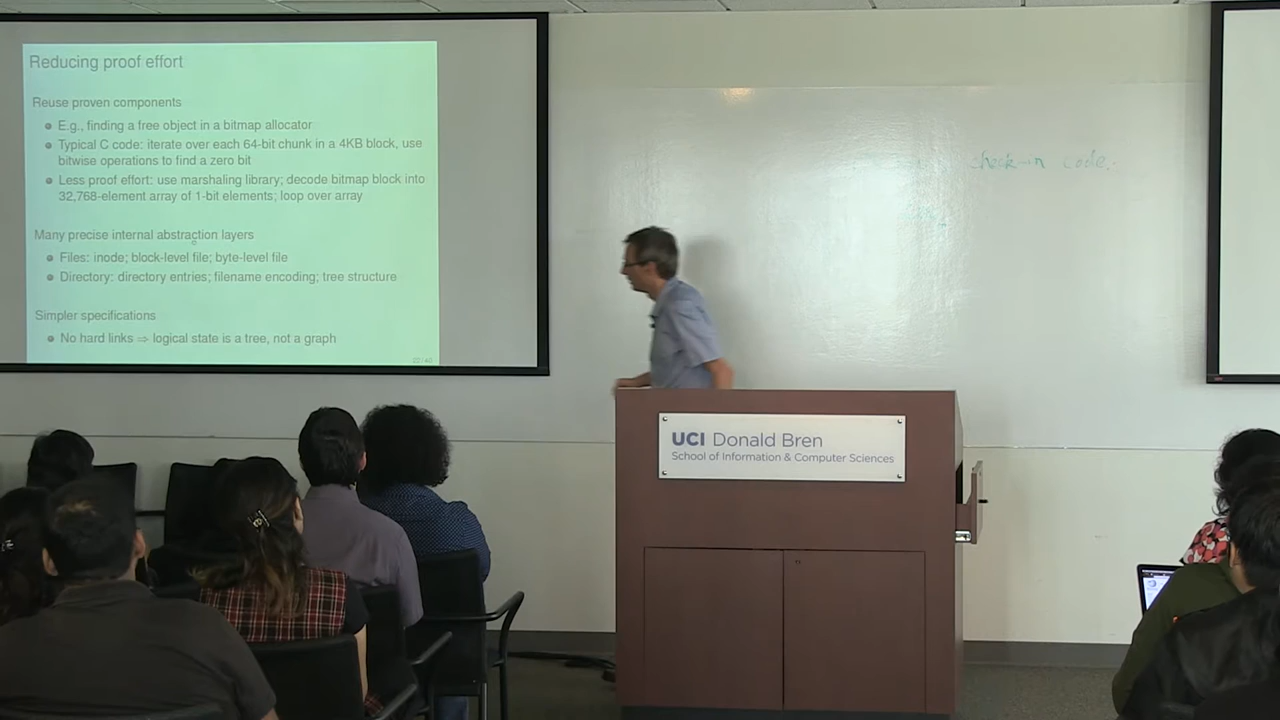 Reducing proof effort
Reuse proven components
E.g., finding a free object in a bitmap allocator
Typical C code: iterate over each 64-bit chunk in a 4KB block, use
bitwise operations to find a zero bit
Less proof effort: use marshaling library; decode bitmap block into
32,768-element array of 1-bit elements; loop over array
Many precise internal abstraction layers
Files: inode; block-level file; byte-level file
Directory: directory entries; filename encoding; tree structure
Simpler specifications
No hard links ⇒ logical state is a tree, not a graph
22/40
check-in code:
UCI Donald Bren
School of Information & Computer Sciences